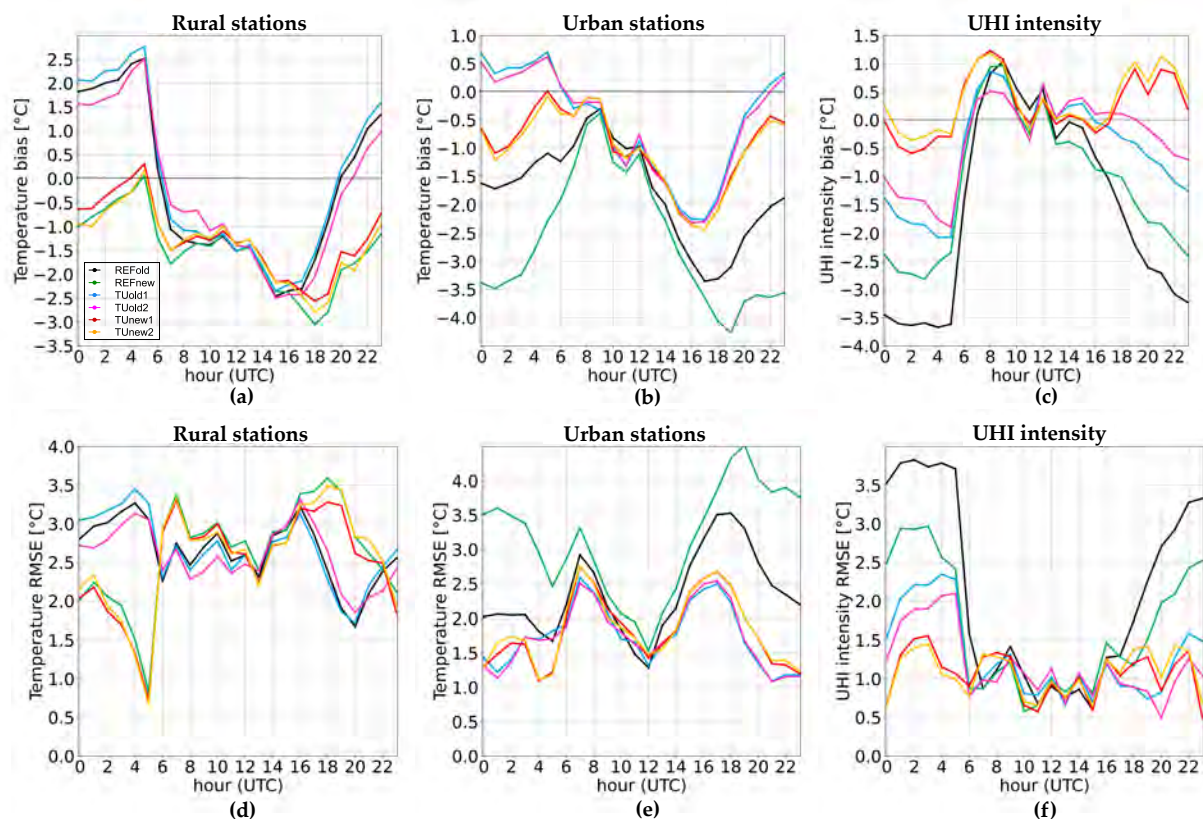 Rural stations
Temperature bias [°C]
2.5
2.0
1.5
1.0
0.5
0.0
−0.5
−1.0
−1.5
−2.0
−2.5
−3.0
−3.5
REFold
REFnew
TUold1
TUold2
TUnew1
TUnew2
0 2 4 6 8 10 12 14 16 18 20 22
hour (UTC)
(a)
Urban stations
Temperature bias [°C]
1.0
0.5
0.0
−0.5
−1.0
−1.5
−2.0
−2.5
−3.0
−3.5
−4.0
0 2 4 6 8 10 12 14 16 18 20 22
hour (UTC)
(b)
UHI intensity
UHI intensity bias [°C]
1.5
1.0
0.5
0.0
−0.5
−1.0
−1.5
−2.0
−2.5
−3.0
−3.5
−4.0
0 2 4 6 8 10 12 14 16 18 20 22
hour (UTC)
(c)
Rural stations
Temperature RMSE [°C]
4.0
3.5
3.0
2.5
2.0
1.5
1.0
0.5
0.0
0 2 4 6 8 10 12 14 16 18 20 22
hour (UTC)
(d)
Urban stations
Temperature RMSE [°C]
4.0
3.5
3.0
2.5
2.0
1.5
1.0
0.5
0.0
0 2 4 6 8 10 12 14 16 18 20 22
hour (UTC)
(e)
UHI intensity
UHI intensity RMSE [°C]
4.0
3.5
3.0
2.5
2.0
1.5
1.0
0.5
0.0
0 2 4 6 8 10 12 14 16 18 20 22
hour (UTC)
(f)